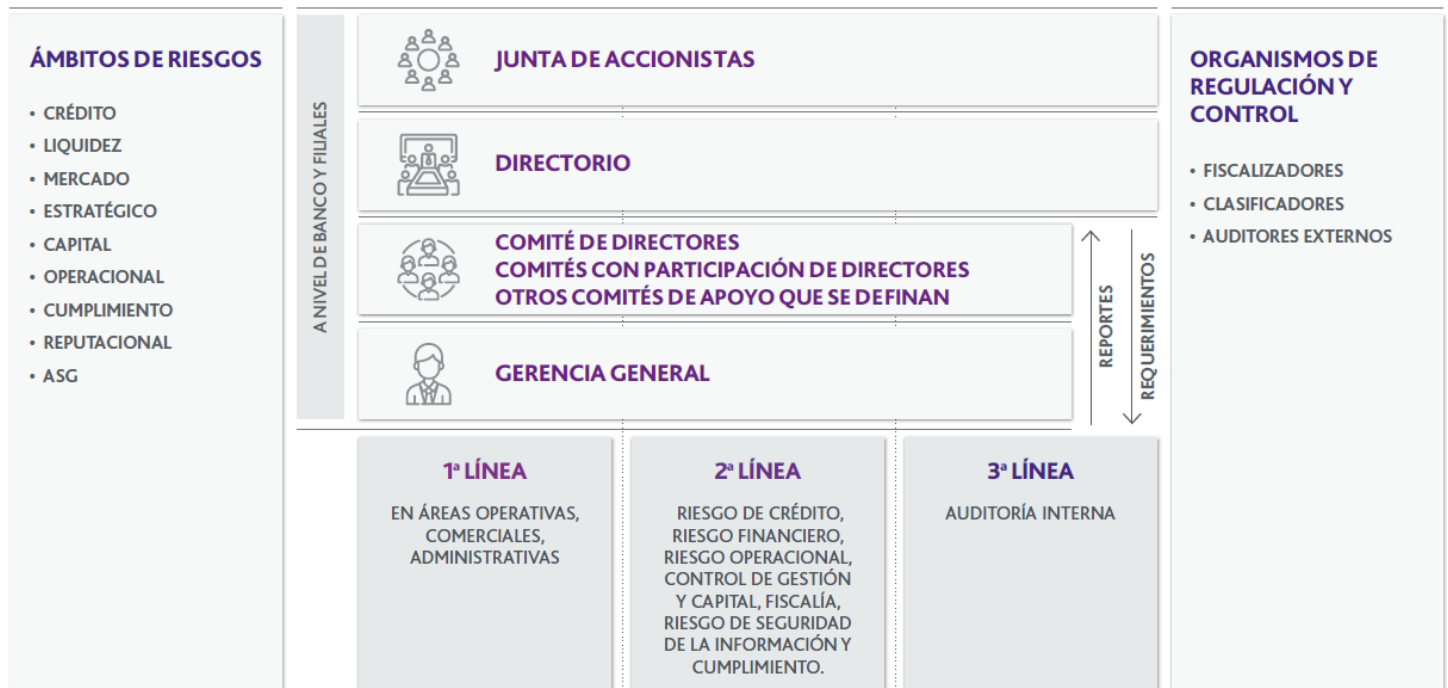 ÁMBITOS DE RIESGOS
• CRÉDITO
• LIQUIDEZ
• MERCADO
• ESTRATÉGICO
• CAPITAL
• OPERACIONAL
• CUMPLIMIENTO
• REPUTACIONAL
• ASG
A NIVEL DE BANCO Y FILIALES
JUNTA DE ACCIONISTAS
DIRECTORIO
COMITÉ DE DIRECTORES
COMITÉS CON PARTICIPACIÓN DE DIRECTORES
OTROS COMITÉS DE APOYO QUE SE DEFINAN
GERENCIA GENERAL
REPORTES
REQUERIMIENTOS
1ª LÍNEA
EN ÁREAS OPERATIVAS,
COMERCIALES,
ADMINISTRATIVAS
2ª LÍNEA
RIESGO DE CRÉDITO,
RIESGO FINANCIERO,
RIESGO OPERACIONAL,
CONTROL DE GESTIÓN
Y CAPITAL, FISCALÍA,
RIESGO DE SEGURIDAD
DE LA INFORMACIÓN Y
CUMPLIMIENTO.
3ª LÍNEA
AUDITORÍA INTERNA
ORGANISMOS DE
REGULACIÓN Y
CONTROL
• FISCALIZADORES
• CLASIFICADORES
• AUDITORES EXTERNOS